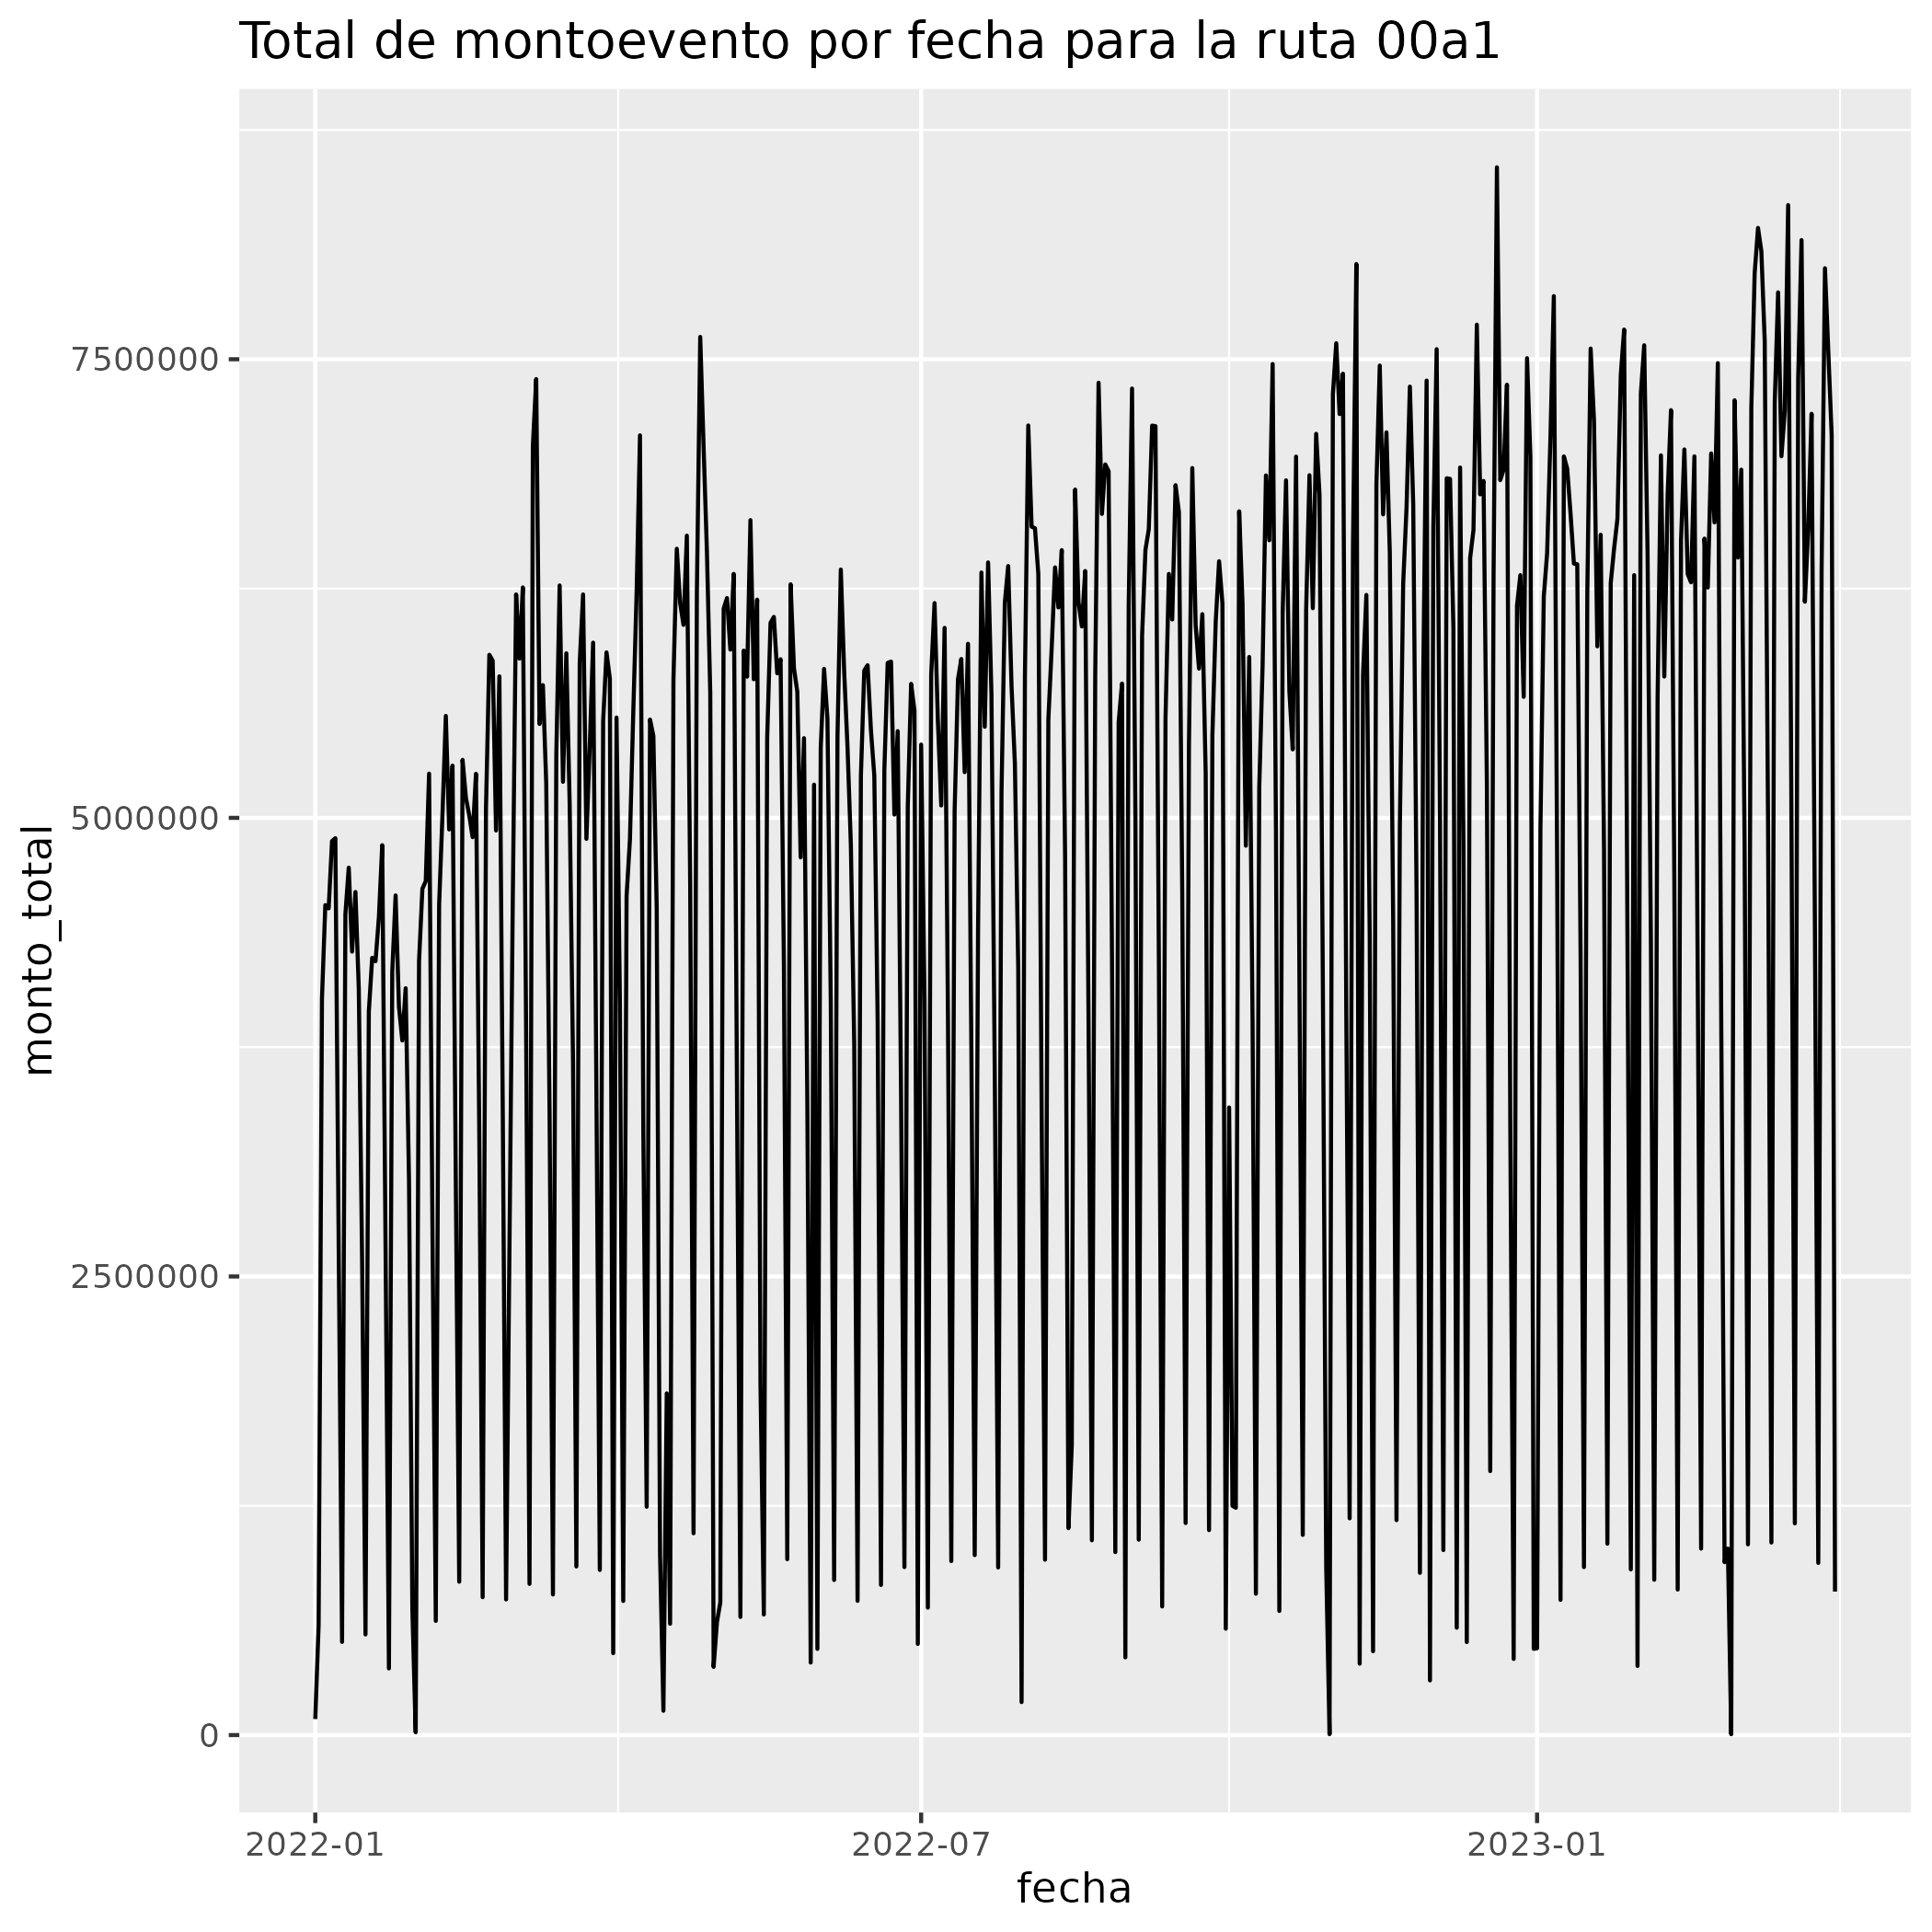 Total de montoevento por fecha para la ruta 00a1
monto_total
7500000
5000000
2500000
0
2022-01
2022-07
2023-01
fecha